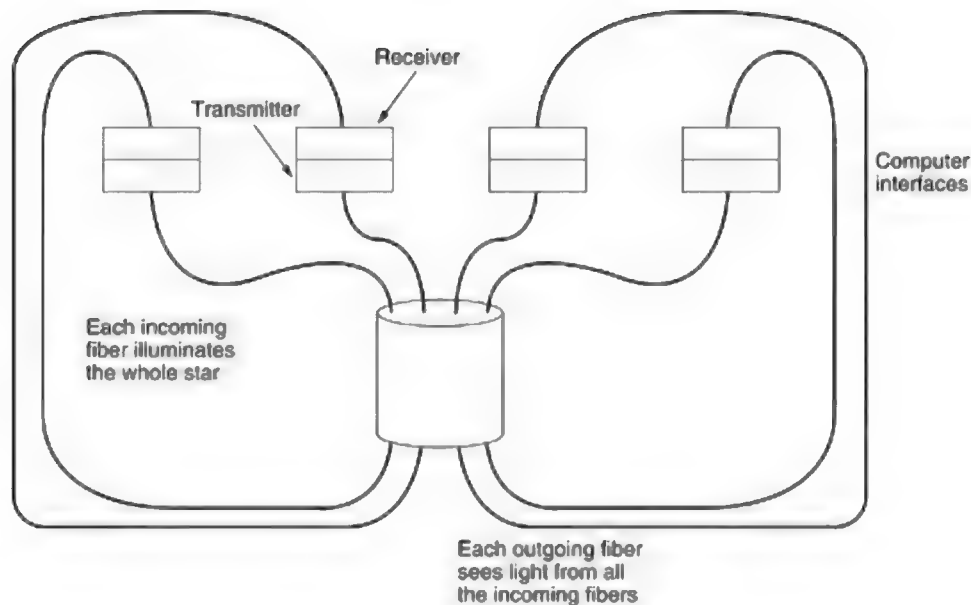 Receiver
Transmitter
Computer
interfaces
Each incoming
fiber illuminates
the whole star
Each outgoing fiber
sees light from all
the incoming fibers